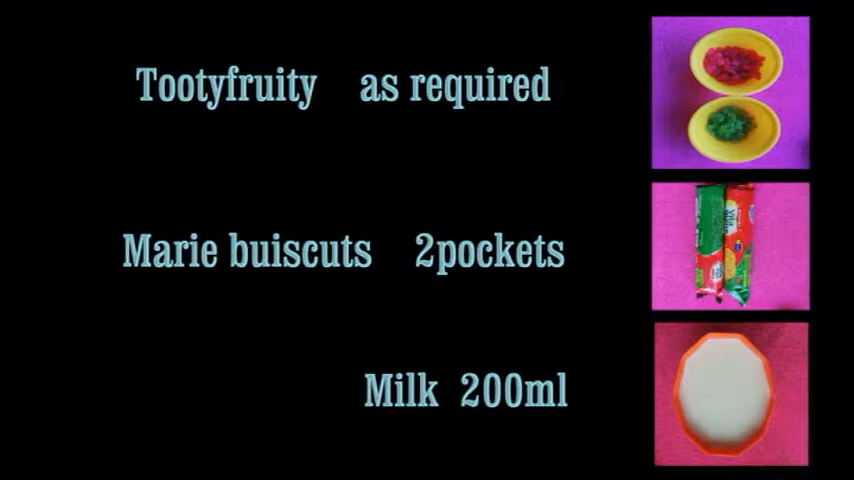 Tootyfruity as required
Marie buiscuts 2pockets
Milk 200ml